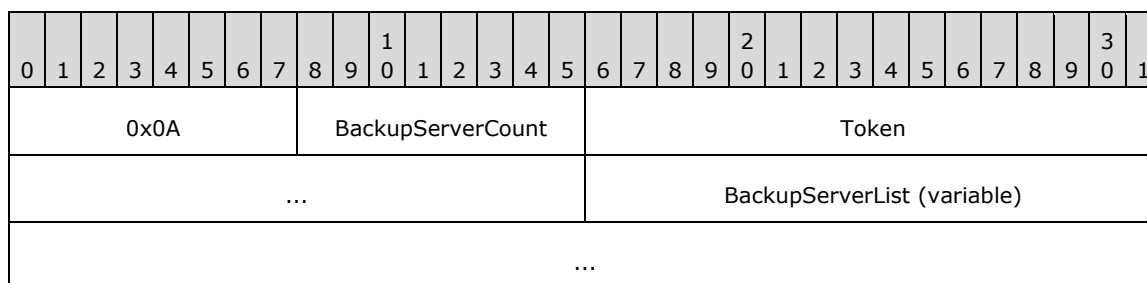 1 2 3
0 1 2 3 4 5 6 7 8 9 0 1 2 3 4 5 6 7 8 9 0 1 2 3 4 5 6 7 8 9 0 1
0x0A BackupServerCount Token
... BackupServerList (variable)
...